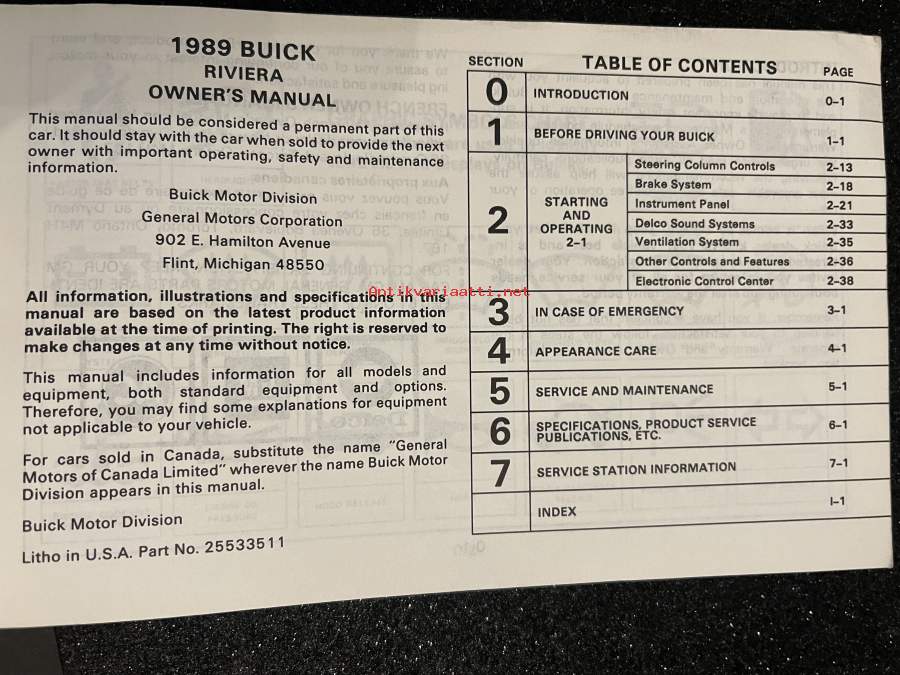 1989 BUICK
RIVIERA
OWNER'S MANUAL
This manual should be considered a permanent part of this
car. It should stay with the car when sold to provide the next
owner with important operating, safety and maintenance
information.
Buick Motor Division
General Motors Corporation
902 E. Hamilton Avenue
Flint, Michigan 48550
All information, illustrations and specifications in this
manual are based on the latest product information
available at the time of printing. The right is reserved to
make changes at any time without notice.
This manual includes information for all models and
equipment, both standard equipment and options.
Therefore, you may find some explanations for equipment
not applicable to your vehicle.
For cars sold in Canada, substitute the name "General
Motors of Canada Limited" wherever the name Buick Motor
Division appears in this manual.
Buick Motor Division
Litho in U.S.A. Part No. 25533511
SECTION TABLE OF CONTENTS PAGE
0 INTRODUCTION 0-1
1 BEFORE DRIVING YOUR BUICK 1-1
2 STARTING
AND
OPERATING
2-1
Steering Column Controls 2-13
Brake System 2-18
Instrument Panel 2-21
Delco Sound Systems 2-33
Ventilation System 2-35
Other Controls and Features 2-36
Electronic Control Center 2-38
3 IN CASE OF EMERGENCY 3-1
4 APPEARANCE CARE 4-1
5 SERVICE AND MAINTENANCE 5-1
6 SPECIFICATIONS, PRODUCT SERVICE
PUBLICATIONS, ETC. 6-1
7 SERVICE STATION INFORMATION 7-1
INDEX I-1
Antikvariaatti.net